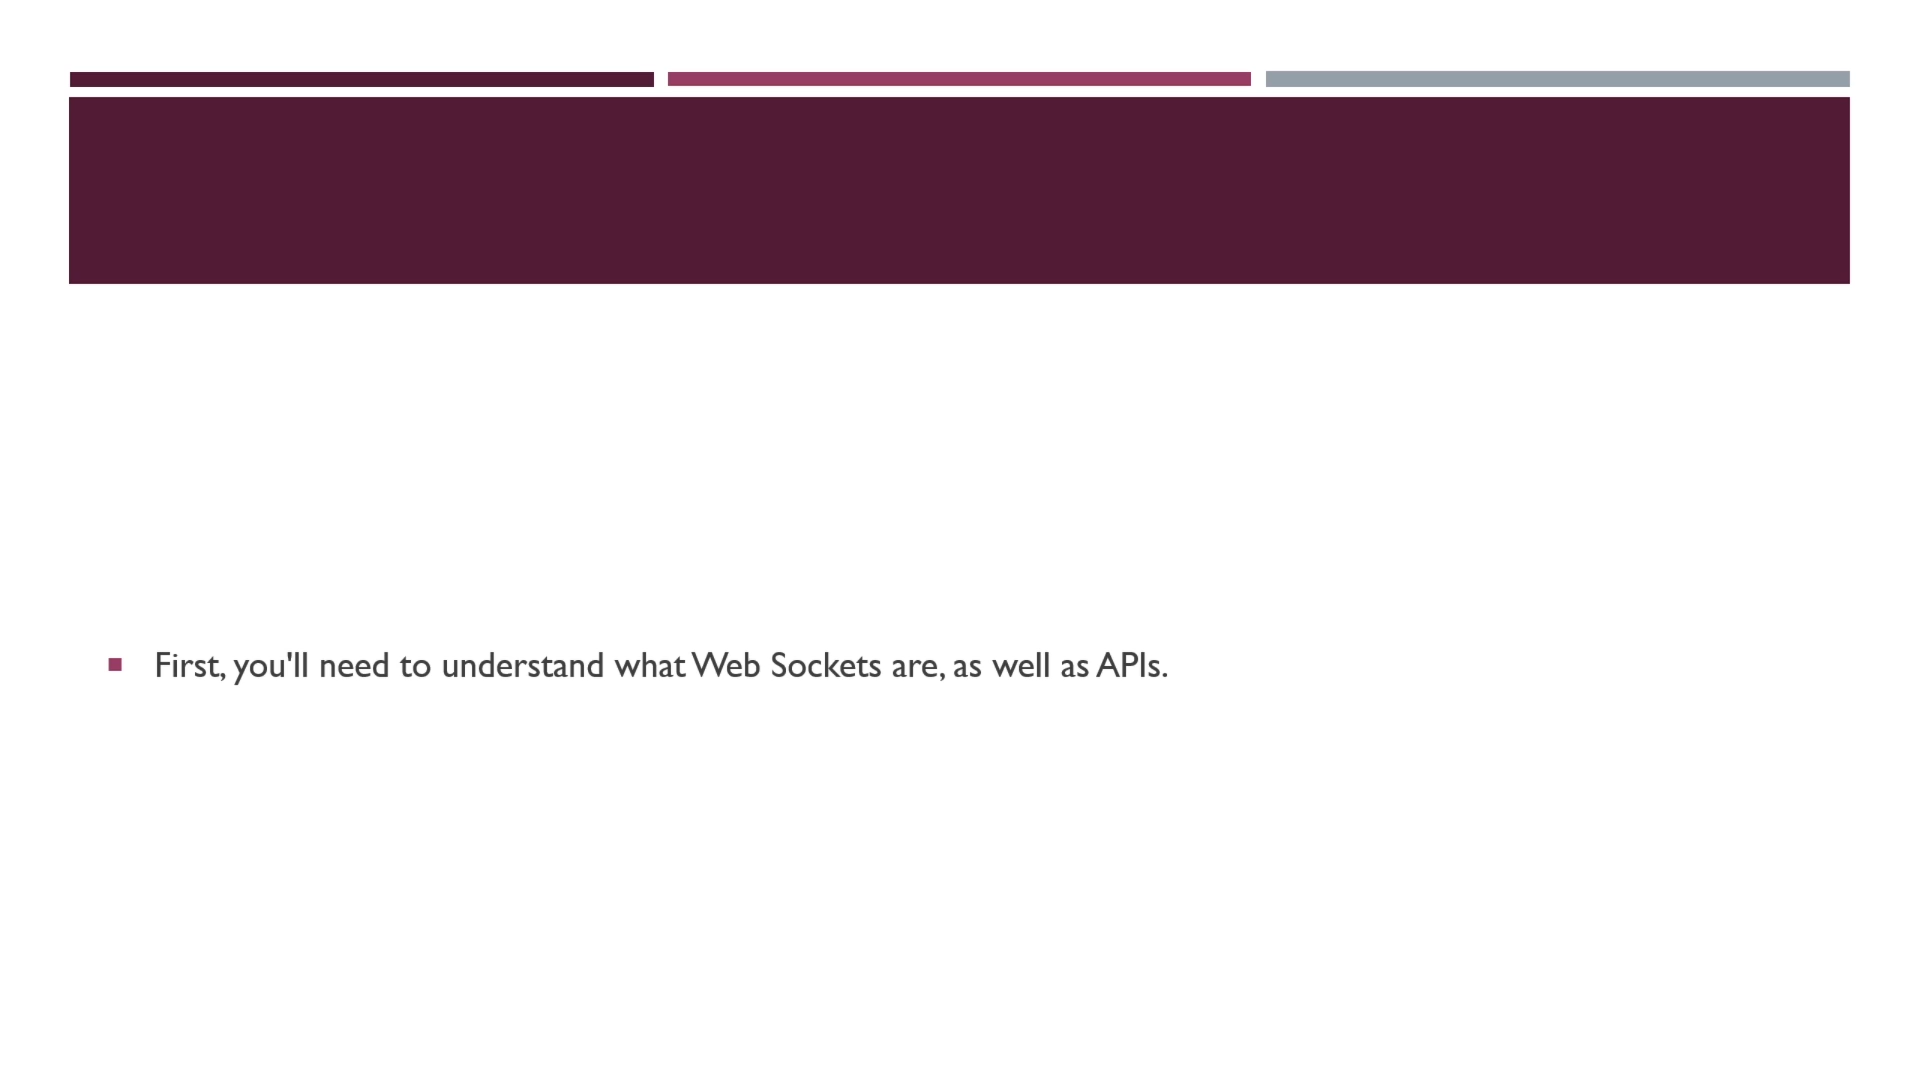 First, you'll need to understand what Web Sockets are, as well as APIs.